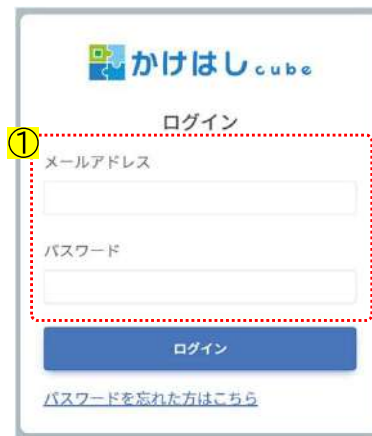 かけはしcube
ログイン
①
メールアドレス
パスワード
ログイン
パスワードを忘れた方はこちら